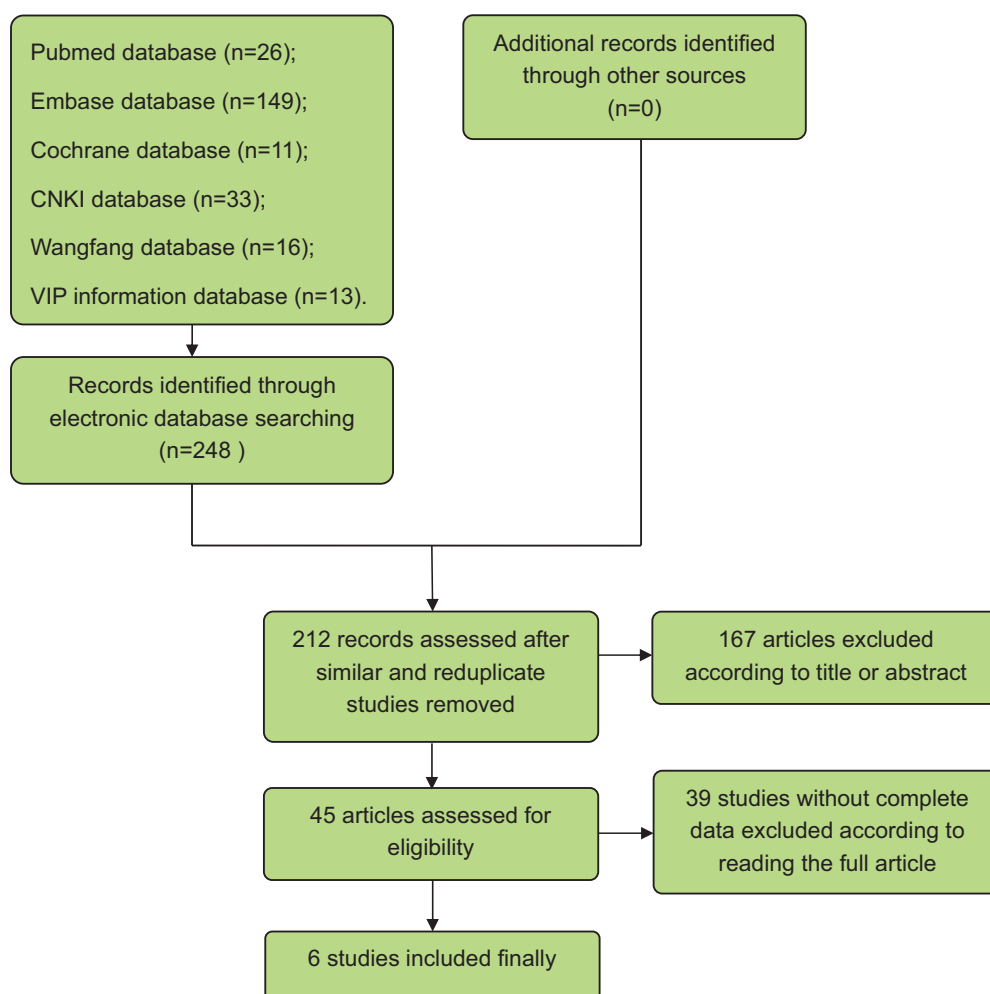 Pubmed database (n=26);
Embase database (n=149);
Cochrane database (n=11);
CNKI database (n=33);
Wangfang database (n=16);
VIP information database (n=13).
Additional records identified
through other sources
(n=0)
Records identified through
electronic database searching
(n=248 )
212 records assessed after
similar and reduplicate
studies removed
167 articles excluded
according to title or abstract
45 articles assessed for
eligibility
39 studies without complete
data excluded according to
reading the full article
6 studies included finally